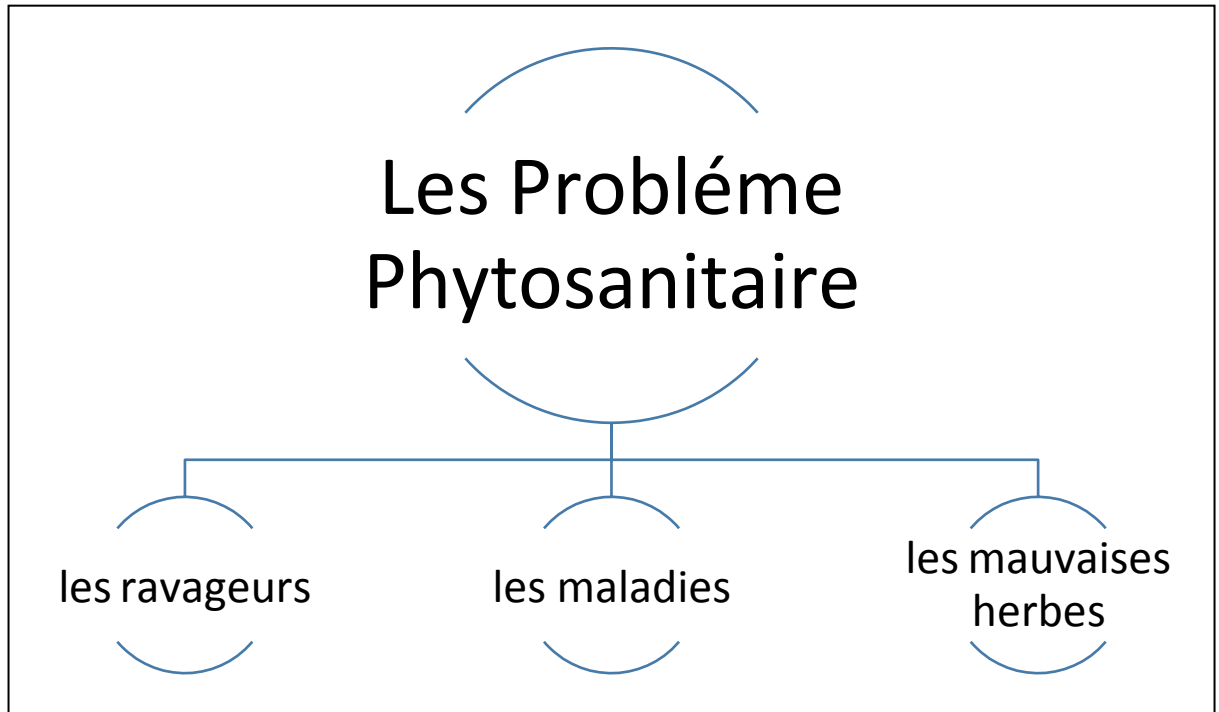 Les Probléme
Phytosanitaire
les ravageurs
les maladies
les mauvaises
herbes